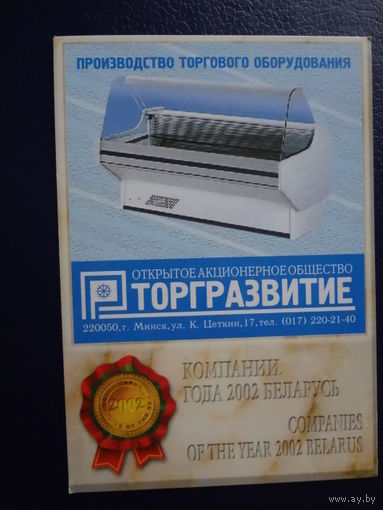 ПРОИЗВОДСТВО ТОРГОВОГО ОБОРУДОВАНИЯ
ОТКРЫТОЕ АКЦИОНЕРНОЕ ОБЩЕСТВО
ТОРГРАЗВИТИЕ
220050, г. Минск, ул. К. Цеткин, 17, тел. (017) 220-21-40
КОМПАНИИ
ГОДА 2002 БЕЛАРУСЬ
2002
COMPANIES
OF THE YEAR 2002 BELARUS
www.ay.by